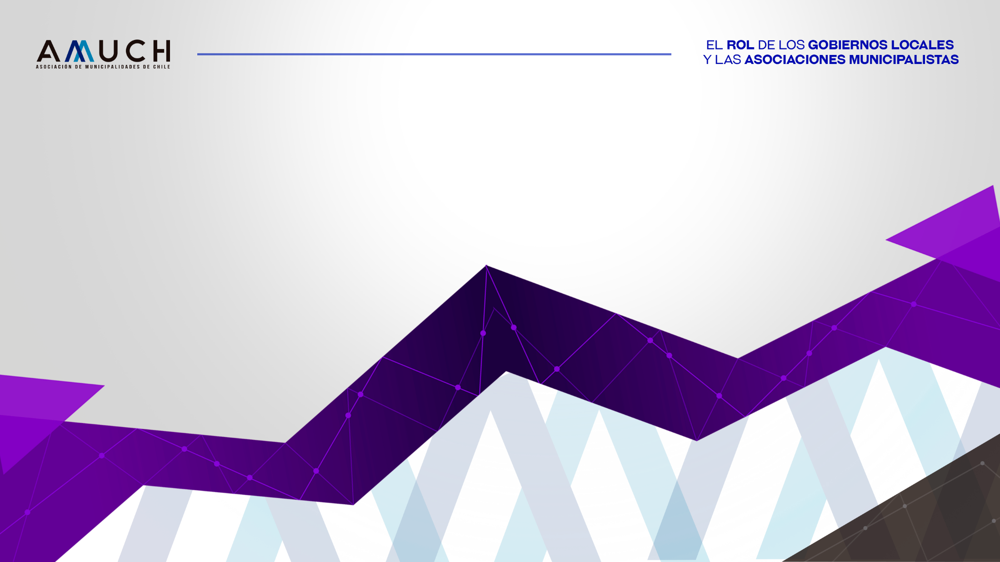 AMUCH
ASOCIACIÓN DE MUNICIPALIDADES DE CHILE
EL ROL DE LOS GOBIERNOS LOCALES
Y LAS ASOCIACIONES MUNICIPALISTAS